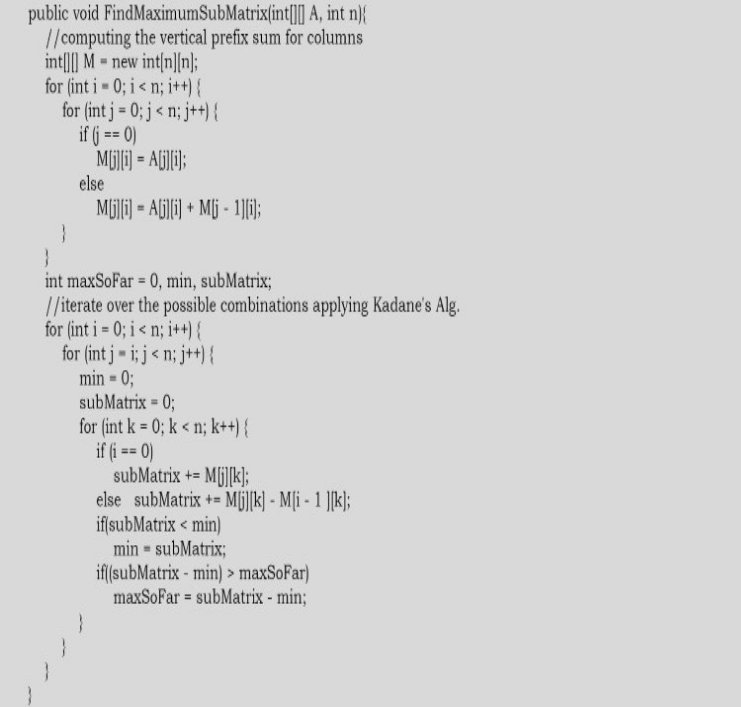 public void FindMaximumSubMatrix(int[][] A, int n){
//computing the vertical prefix sum for columns
int[][] M = new int[n][n];
for (int i = 0; i < n; i++) {
for (int j = 0; j < n; j++) {
if (j == 0)
M[j][i] = A[j][i];
else
M[j][i] = A[j][i] + M[j - 1][i];
}
}
int maxSoFar = 0, min, subMatrix;
//iterate over the possible combinations applying Kadane's Alg.
for (int i = 0; i < n; i++) {
for (int j = i; j < n; j++) {
min = 0;
subMatrix = 0;
for (int k = 0; k < n; k++) {
if (i == 0)
subMatrix += M[j][k];
else subMatrix += M[j][k] - M[i - 1 ][k];
if(subMatrix < min)
min = subMatrix;
if((subMatrix - min) > maxSoFar)
maxSoFar = subMatrix - min;
}
}
}
}